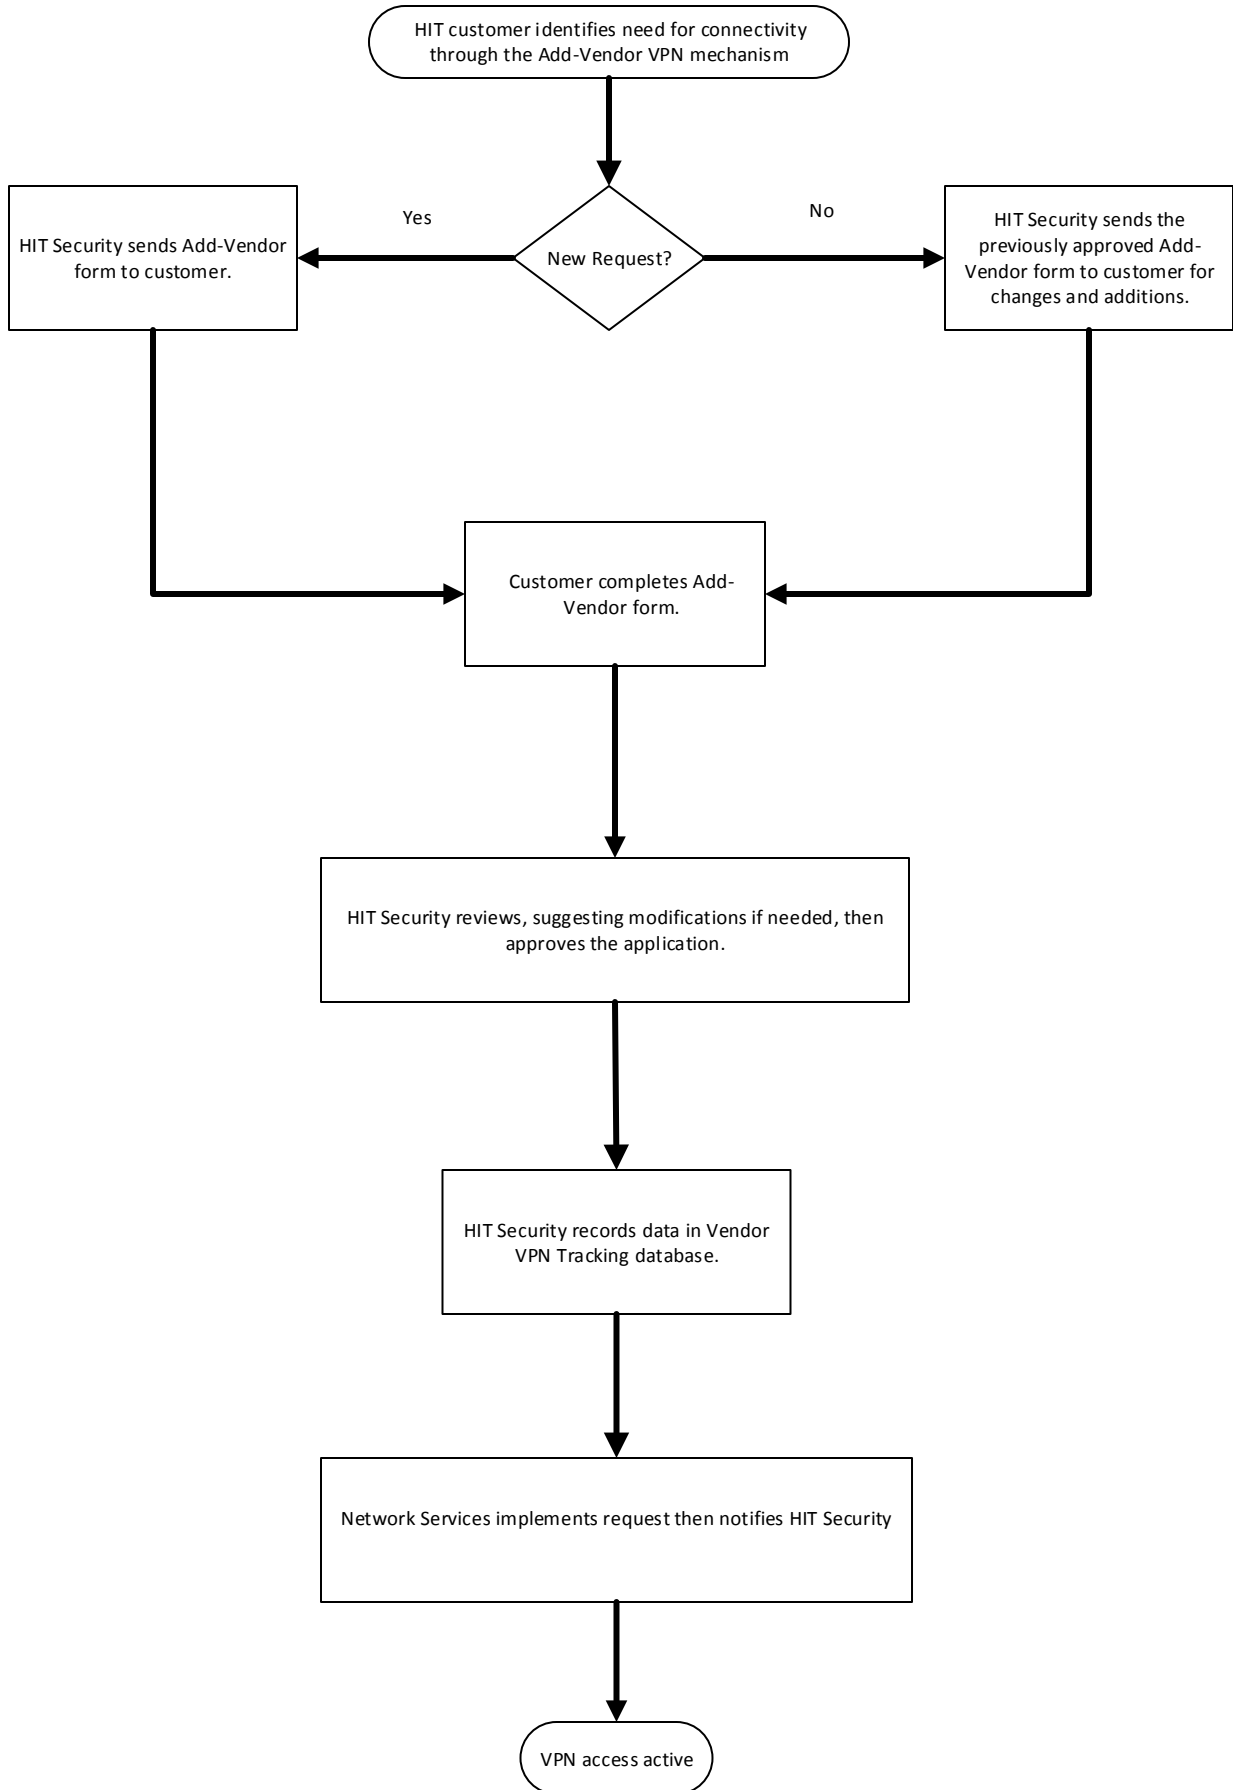 HIT customer identifies need for connectivity
through the Add-Vendor VPN mechanism
Yes
No
HIT Security sends Add-Vendor
form to customer.
New Request?
HIT Security sends the
previously approved Add-
Vendor form to customer for
changes and additions.
Customer completes Add-
Vendor form.
HIT Security reviews, suggesting modifications if needed, then
approves the application.
HIT Security records data in Vendor
VPN Tracking database.
Network Services implements request then notifies HIT Security
VPN access active